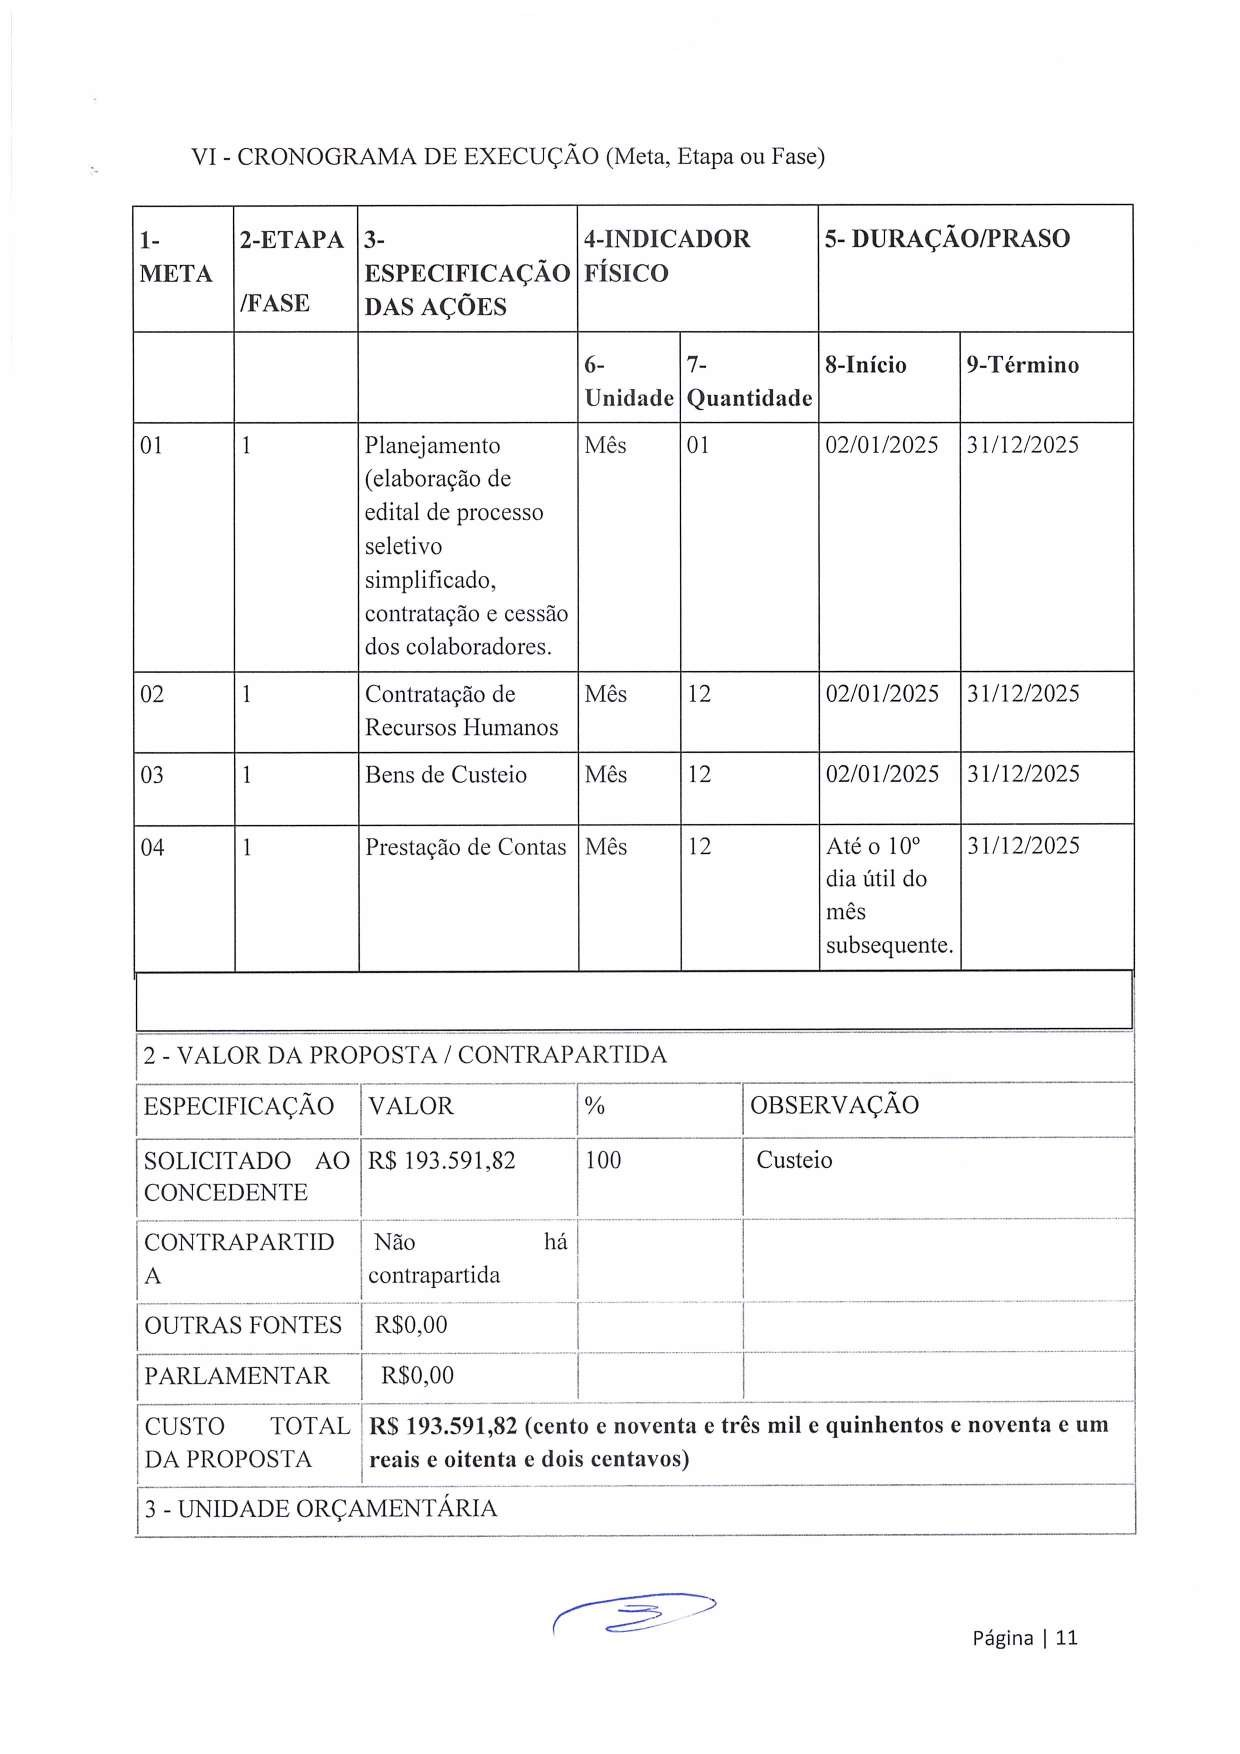 VI - CRONOGRAMA DE EXECUÇÃO (Meta, Etapa ou Fase)
1-
META
2-ETAPA
/FASE
3-
ESPECIFICAÇÃO
DAS AÇÕES
4-INDICADOR
FÍSICO
5- DURAÇÃO/PRASO
6-
Unidade
7-
Quantidade
8-Início
9-Término
01
1
Planejamento
(elaboração de
edital de processo
seletivo
simplificado,
contratação e cessão
dos colaboradores.
Mês
01
02/01/2025
31/12/2025
02
1
Contratação de
Recursos Humanos
Mês
12
02/01/2025
31/12/2025
03
1
Bens de Custeio
Mês
12
02/01/2025
31/12/2025
04
1
Prestação de Contas
Mês
12
Até o 10º
dia útil do
mês
subsequente.
31/12/2025
2 - VALOR DA PROPOSTA / CONTRAPARTIDA
ESPECIFICAÇÃO
VALOR
%
OBSERVAÇÃO
SOLICITADO AO
CONCEDENTE
R$ 193.591,82
100
Custeio
CONTRAPARTID
A
Não há
contrapartida
OUTRAS FONTES
R$0,00
PARLAMENTAR
R$0,00
CUSTO TOTAL
DA PROPOSTA
R$ 193.591,82 (cento e noventa e três mil e quinhentos e noventa e um
reais e oitenta e dois centavos)
3 - UNIDADE ORÇAMENTÁRIA
Página | 11